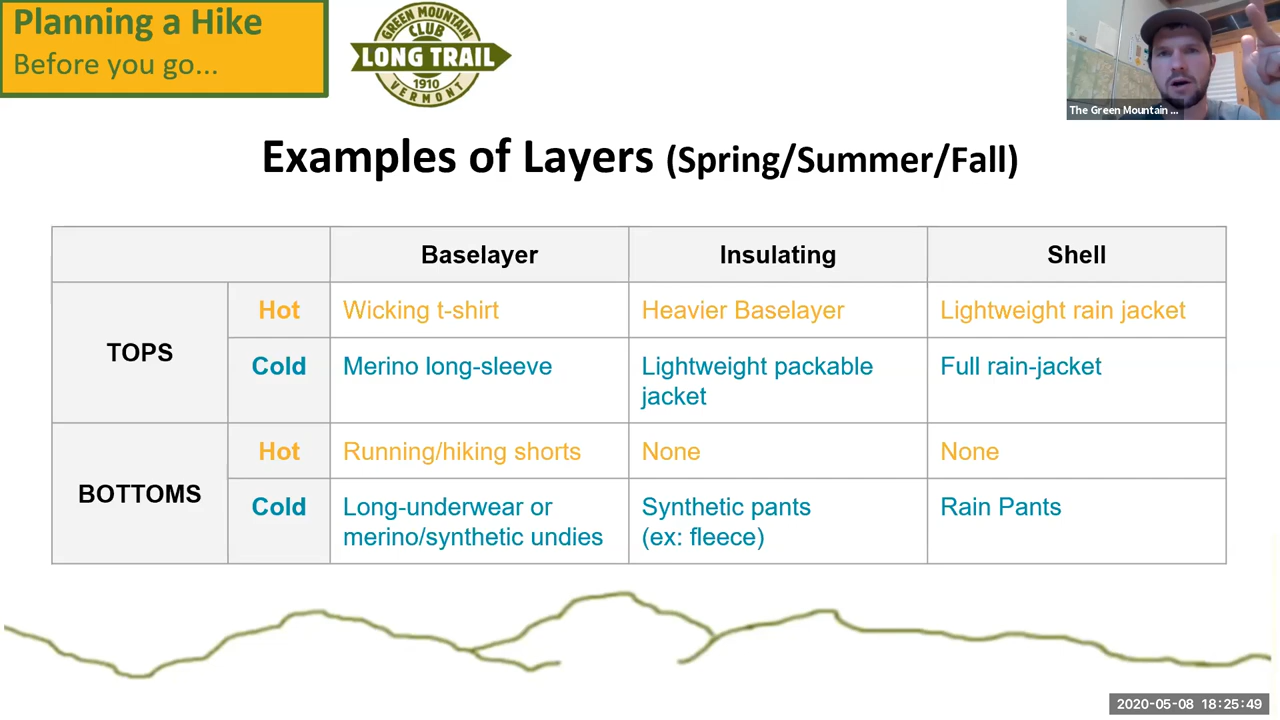 Planning a Hike
Before you go...
GREEN MOUNTAIN
CLUB
LONG TRAIL
1910
VERMONT
The Green Mountain ...
Examples of Layers (Spring/Summer/Fall)
Baselayer Insulating Shell
TOPS
Hot Wicking t-shirt Heavier Baselayer Lightweight rain jacket
Cold Merino long-sleeve Lightweight packable Full rain-jacket
jacket
BOTTOMS
Hot Running/hiking shorts None None
Cold Long-underwear or Synthetic pants Rain Pants
merino/synthetic undies (ex: fleece)
2020-05-08 18:25:49